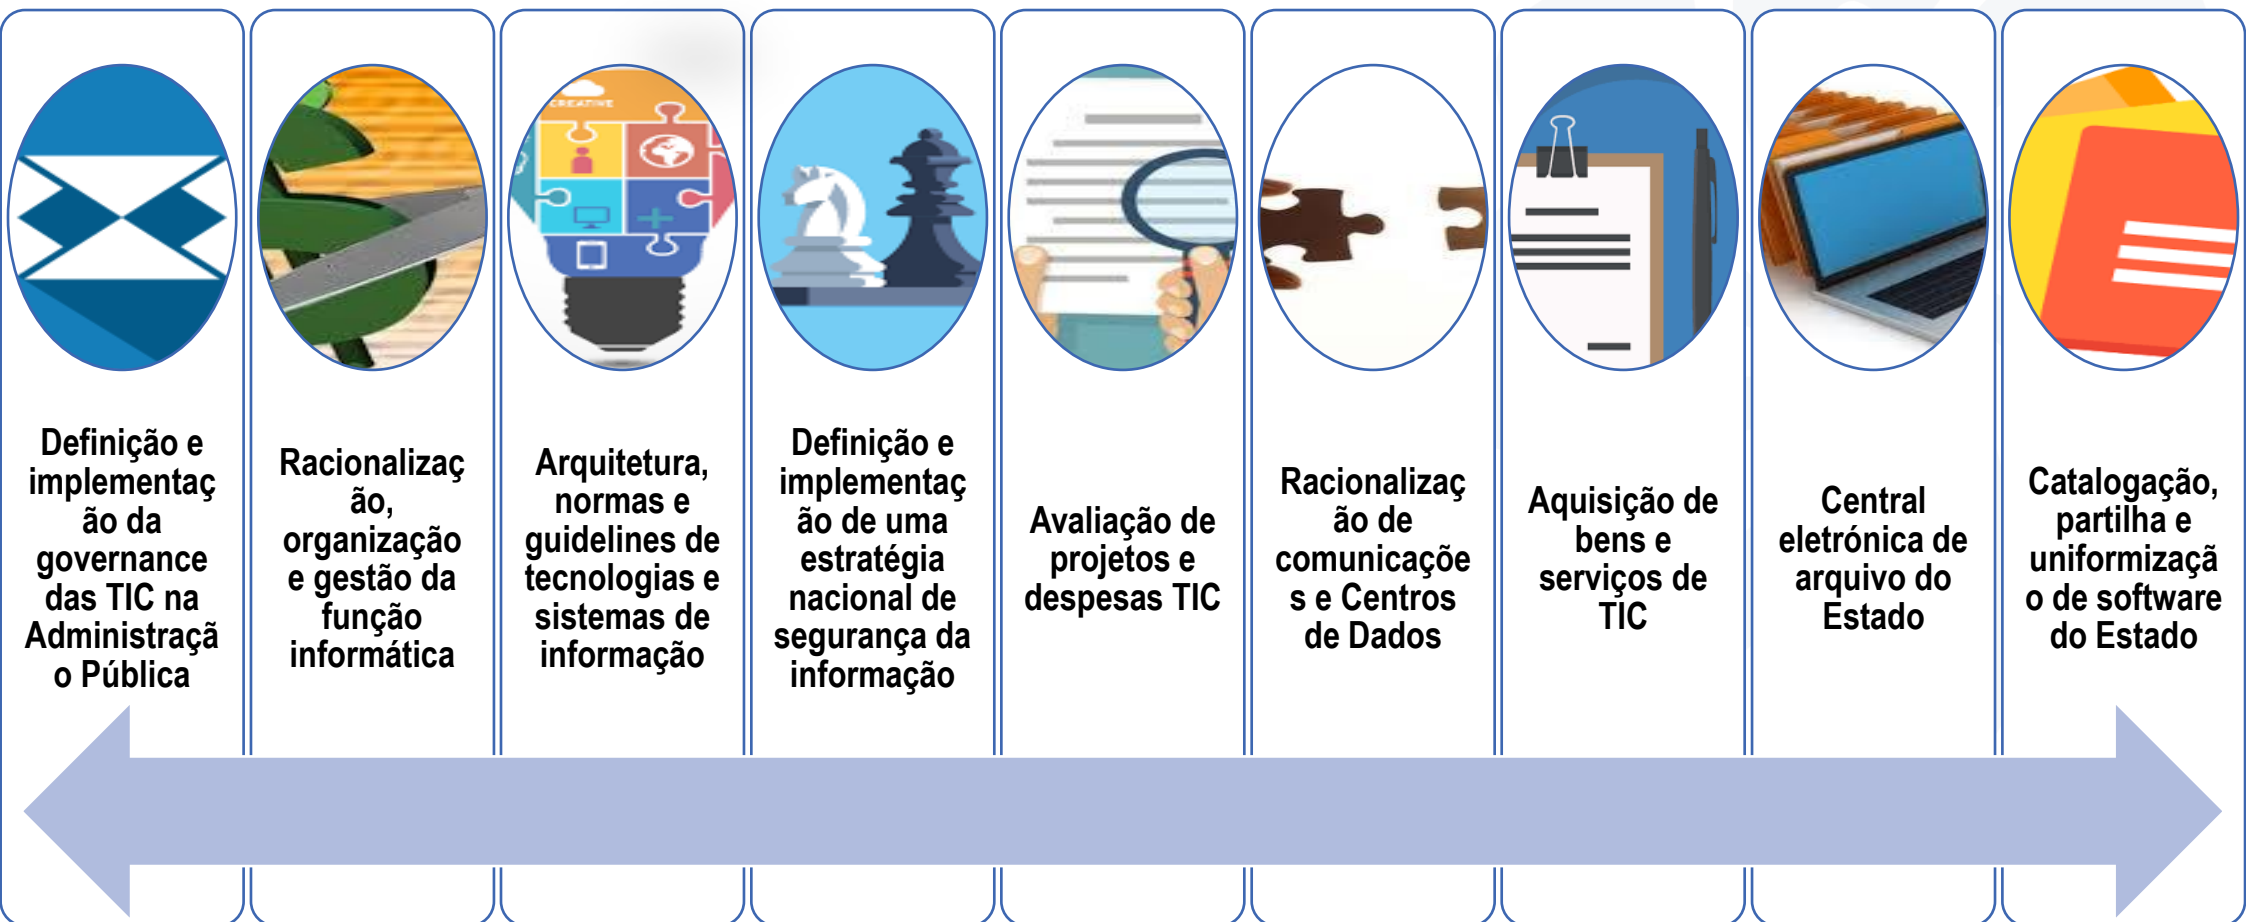 CREATIVE
Definição e
implementaç
ão da
governance
das TIC na
Administraçã
o Pública
Racionalizaç
ão,
organização
e gestão da
função
informática
Arquitetura,
normas e
guidelines de
tecnologias e
sistemas de
informação
Definição e
implementaç
ão de uma
estratégia
nacional de
segurança da
informação
Avaliação de
projetos e
despesas TIC
Racionalizaç
ão de
comunicaçõe
s e Centros
de Dados
Aquisição de
bens e
serviços de
TIC
Central
eletrónica de
arquivo do
Estado
Catalogação,
partilha e
uniformizaçã
o de software
do Estado